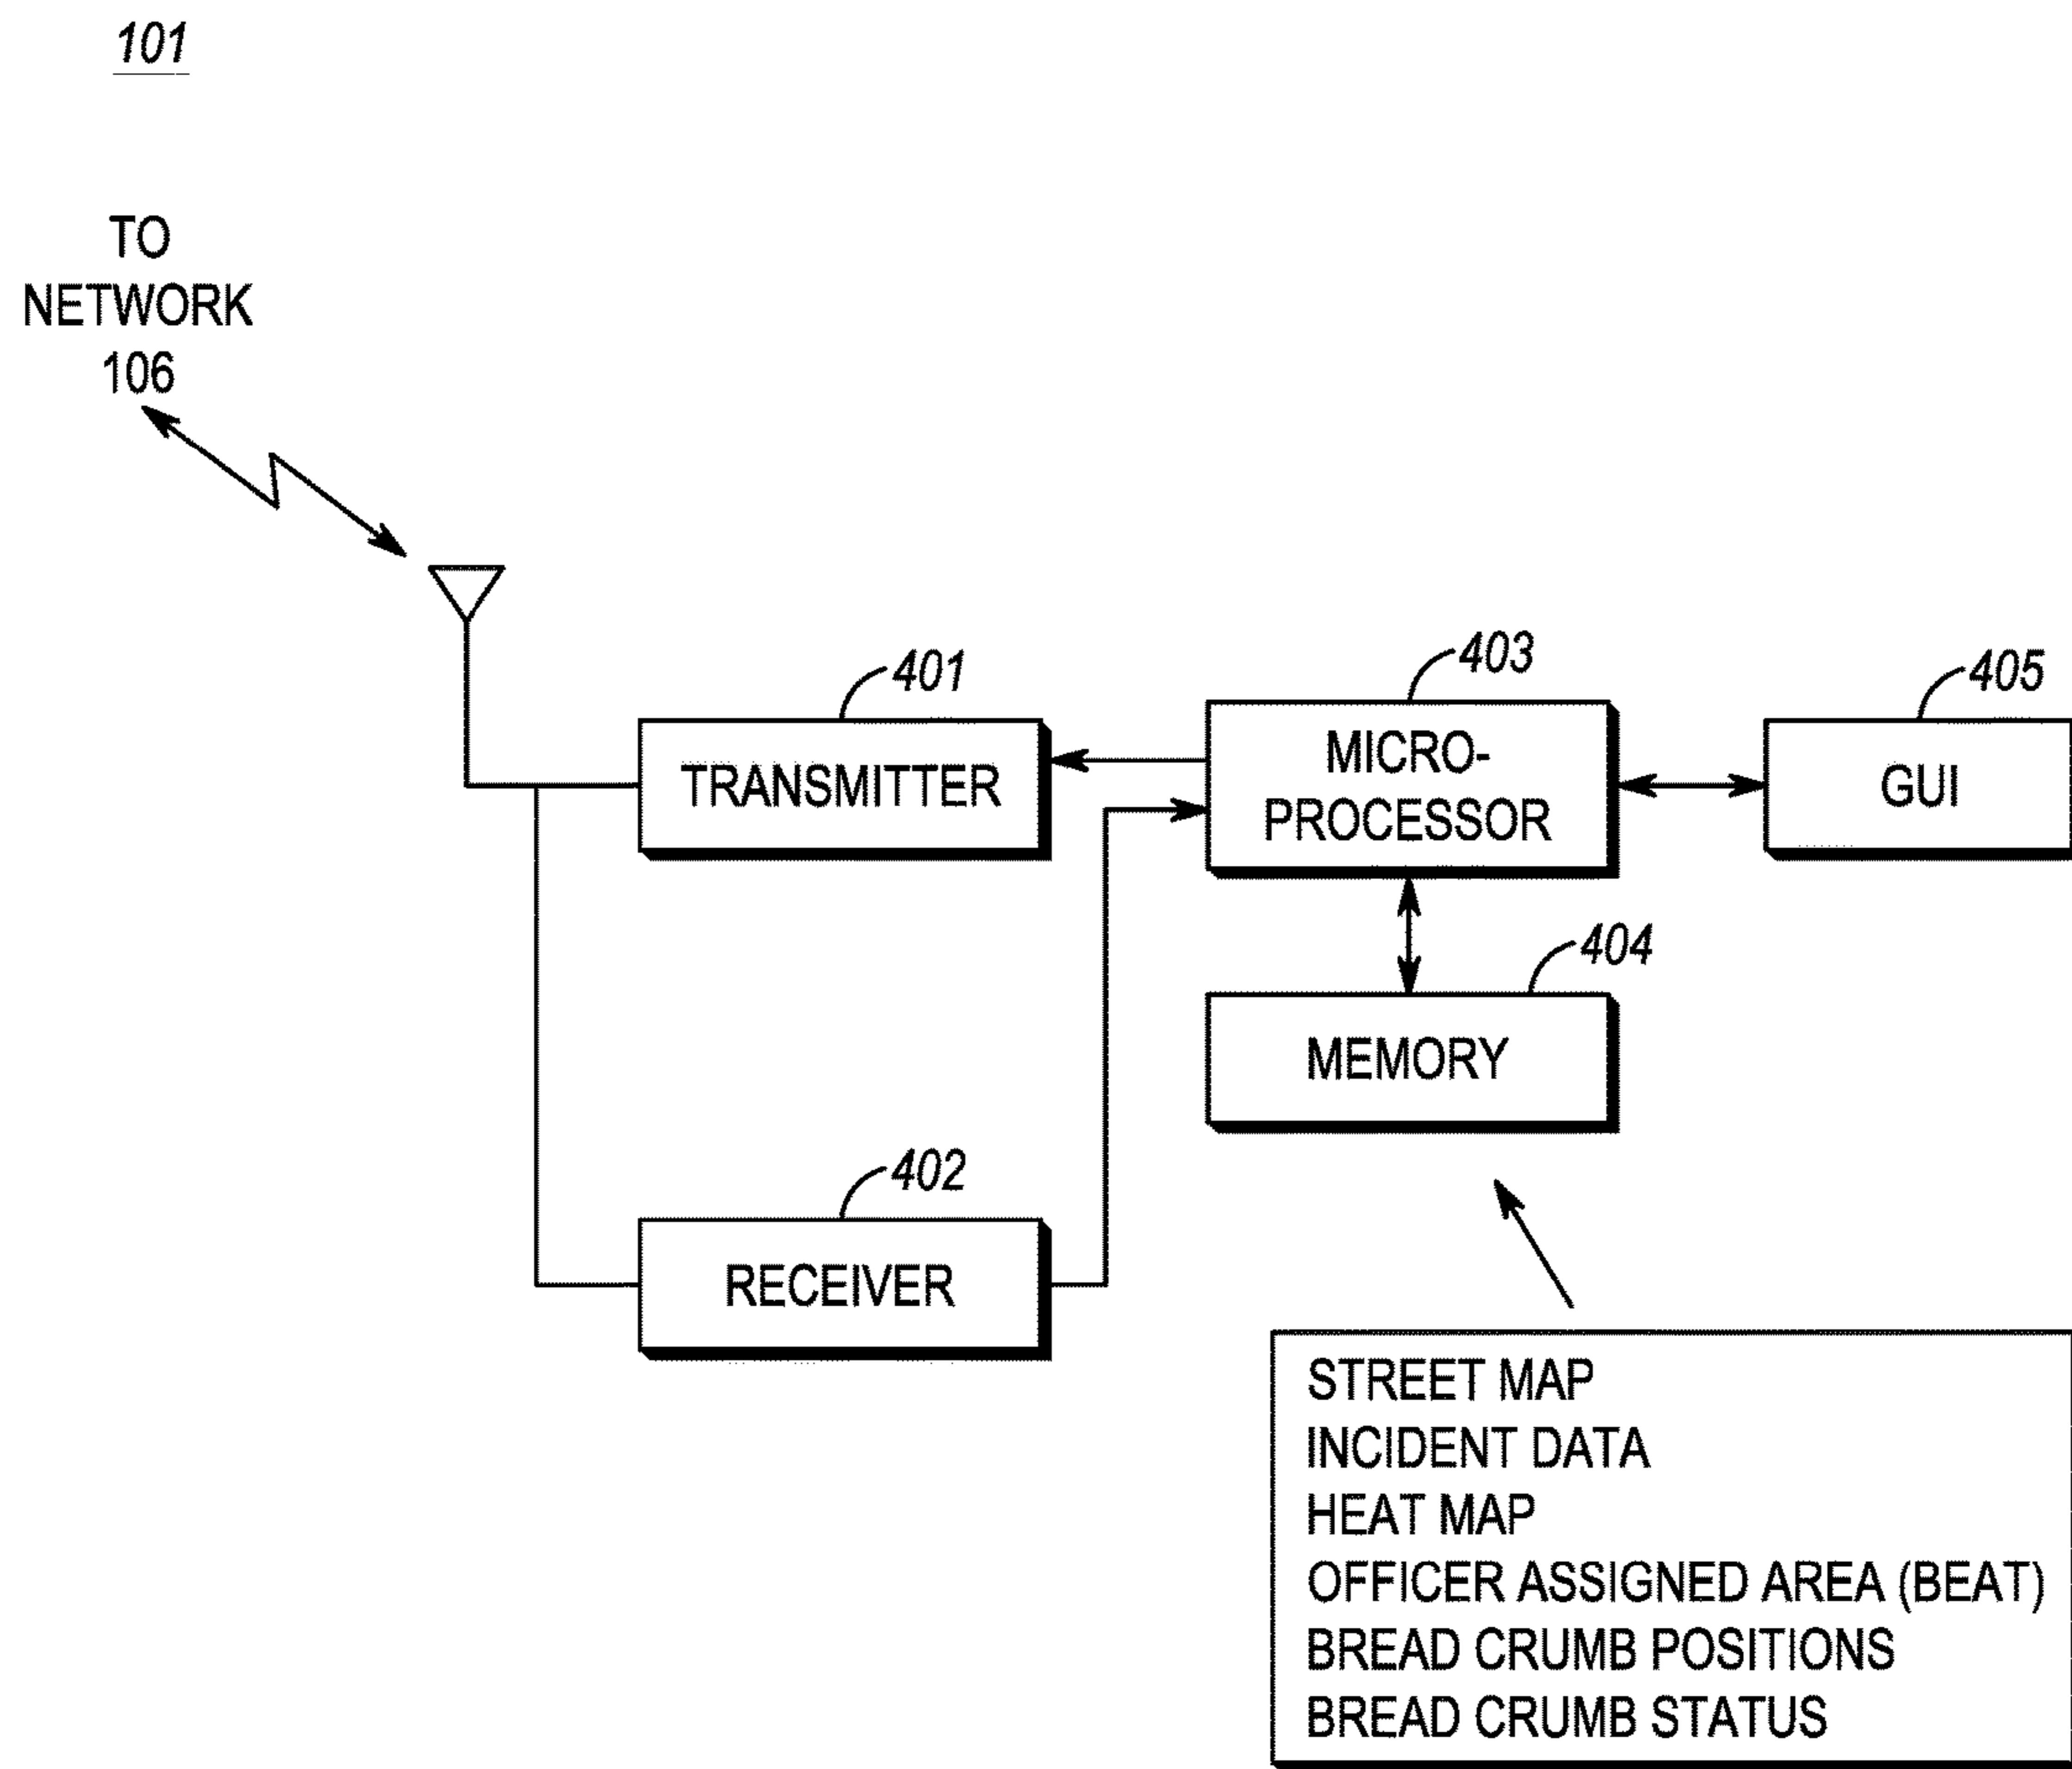 101
TO
NETWORK
106
401
TRANSMITTER
403
MICRO-
PROCESSOR
405
GUI
404
MEMORY
402
RECEIVER
STREET MAP
INCIDENT DATA
HEAT MAP
OFFICER ASSIGNED AREA (BEAT)
BREAD CRUMB POSITIONS
BREAD CRUMB STATUS